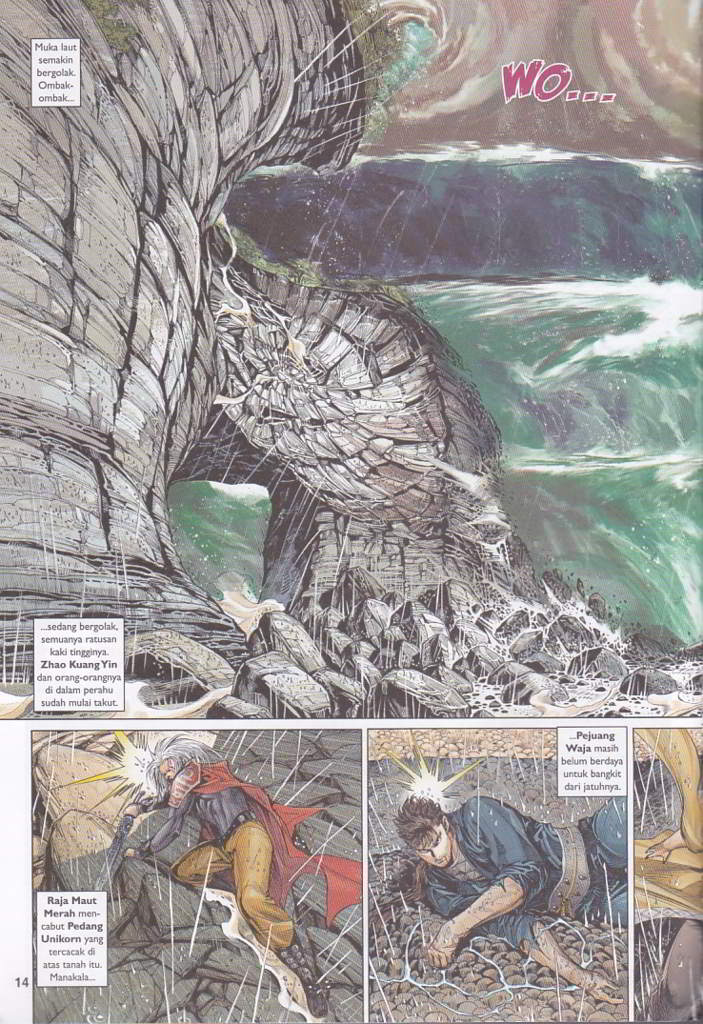 Muka laut
semakin
bergolak.
Ombak-
ombak...
WO...
...sedang bergolak,
semuanya ratusan
kaki tingginya.
Zhao Kuang Yin
dan orang-orangnya
di dalam perahu
sudah mulai takut.
Raja Maut
Merah men-
cabut Pedang
Unikorn yang
tercacak di
atas tanah itu.
Manakala...
...Pejuang
Waja masih
belum berdaya
untuk bangkit
dari jatuhnya.
14